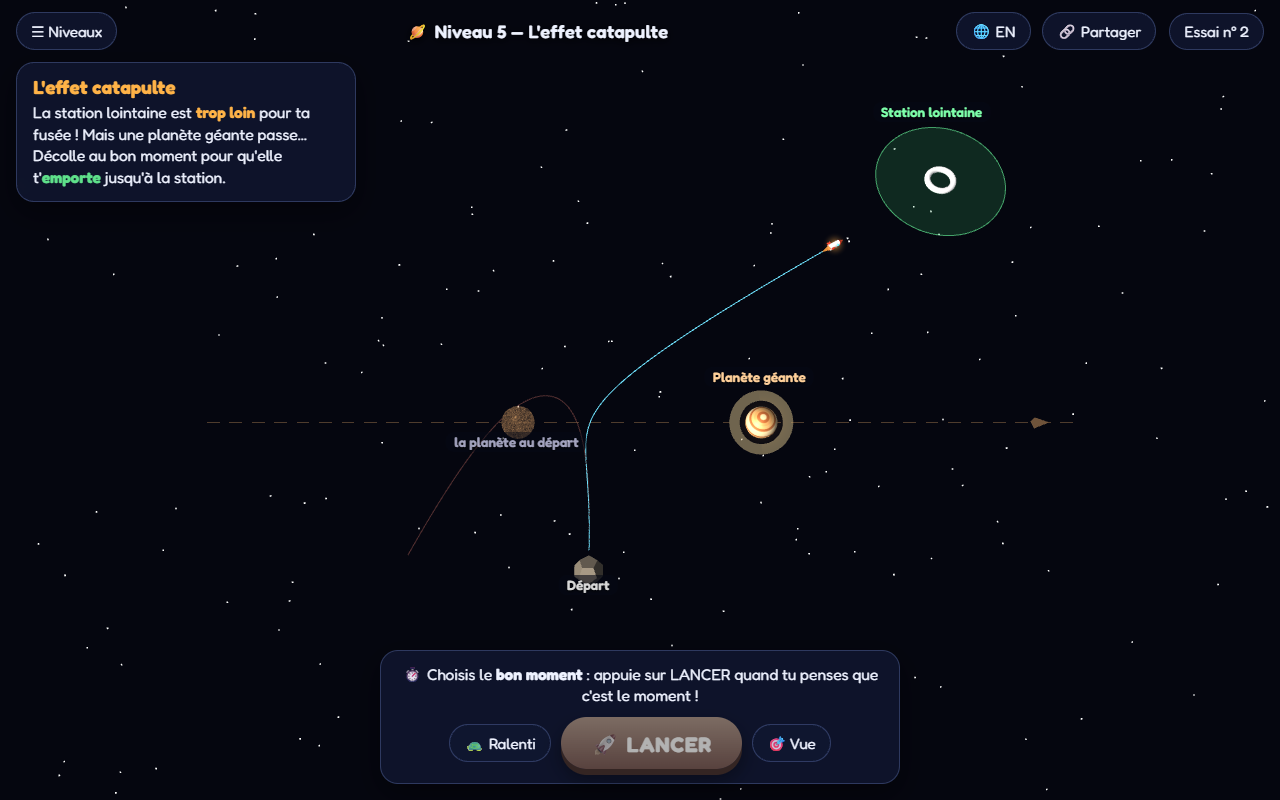 ☰ Niveaux
🪐 Niveau 5 — L'effet catapulte
🌐 EN
🔗 Partager
Essai n° 2
L'effet catapulte
La station lointaine est trop loin pour ta
fusée ! Mais une planète géante passe...
Décolle au bon moment pour qu'elle
t'emporte jusqu'à la station.
Station lointaine
Planète géante
la planète au départ
Départ
⏱️ Choisis le bon moment : appuie sur LANCER quand tu penses que
c'est le moment !
🐢 Ralenti
🚀 LANCER
🎯 Vue